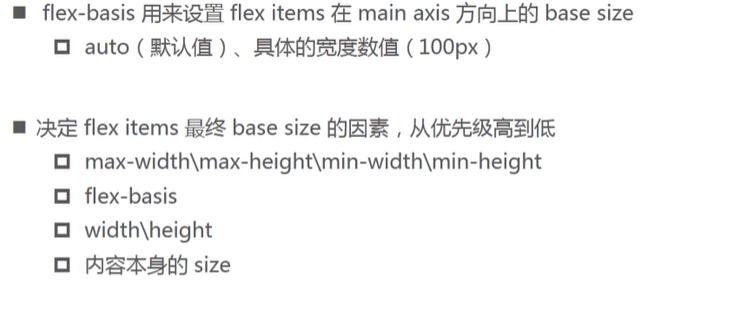 ■ flex-basis 用来设置 flex items 在 main axis 方向上的 base size
□ auto（默认值）、具体的宽度数值（100px）
■ 决定 flex items 最终 base size 的因素，从优先级高到低
□ max-width\max-height\min-width\min-height
□ flex-basis
□ width\height
□ 内容本身的 size